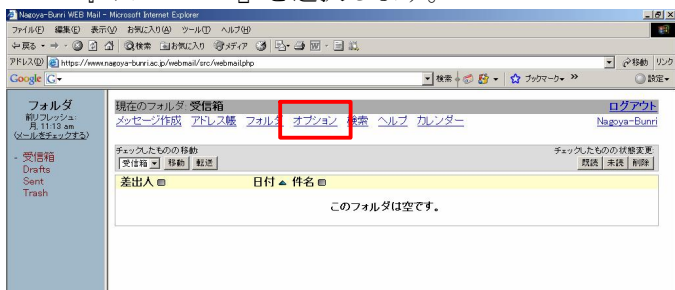 Nagoya-Bunri WEB Mail - Microsoft Internet Explorer
ファイル(F) 編集(E) 表示(V) お気に入り(A) ツール(T) ヘルプ(H)
戻る 検索 お気に入り メディア
アドレス(D) https://www.nagoya-bunri.ac.jp/webmail/src/webmail.php 移動 リンク
Google G 検索 ブックマーク >> 設定
フォルダ
前リフレッシュ:
月, 11:13 am
(メールをチェックする)
- 受信箱
Drafts
Sent
Trash
現在のフォルダ: 受信箱 ログアウト
メッセージ作成 アドレス帳 フォルダ オプション 検索 ヘルプ カレンダー Nagoya-Bunri
チェックしたものの移動 チェックしたものの状態変更:
受信箱 移動 転送 既読 未読 削除
差出人 日付 件名
このフォルダは空です。